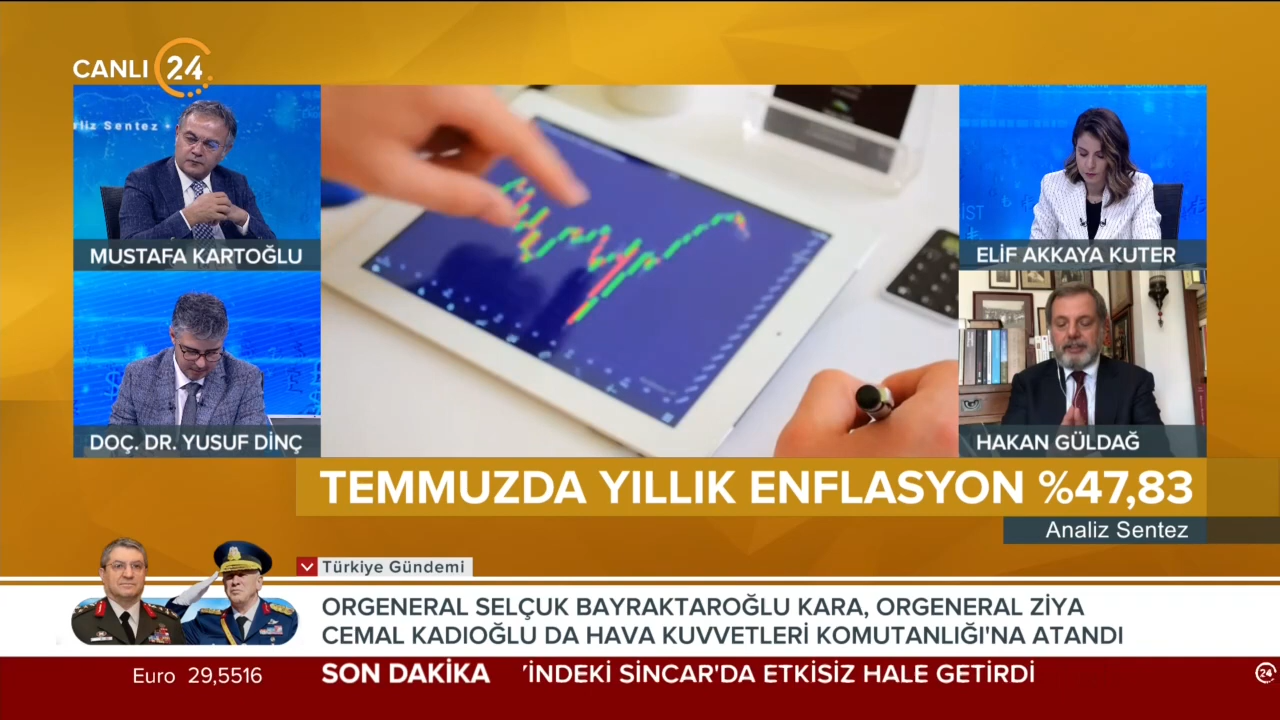 CANLI 24
rliz Sentez
MUSTAFA KARTOĞLU
ELİF AKKAYA KUTER
DOÇ. DR. YUSUF DİNÇ
HAKAN GÜLDAĞ
TEMMUZDA YILLIK ENFLASYON %47,83
Analiz Sentez
Türkiye Gündemi
ORGENERAL SELÇUK BAYRAKTAROĞLU KARA, ORGENERAL ZİYA
CEMAL KADIOĞLU DA HAVA KUVVETLERİ KOMUTANLIĞI'NA ATANDI
Euro 29,5516
SON DAKİKA
'İNDEKİ SİNCAR'DA ETKİSİZ HALE GETİRDİ
24